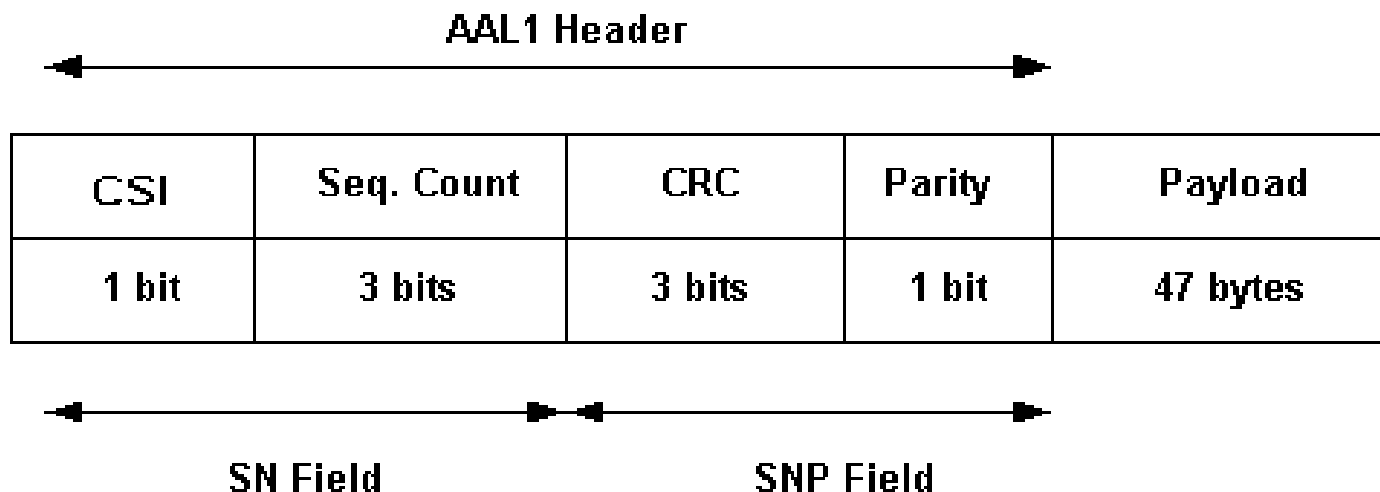 AAL1 Header
CSI Seq. Count CRC Parity Payload
1 bit 3 bits 3 bits 1 bit 47 bytes
SN Field SNP Field